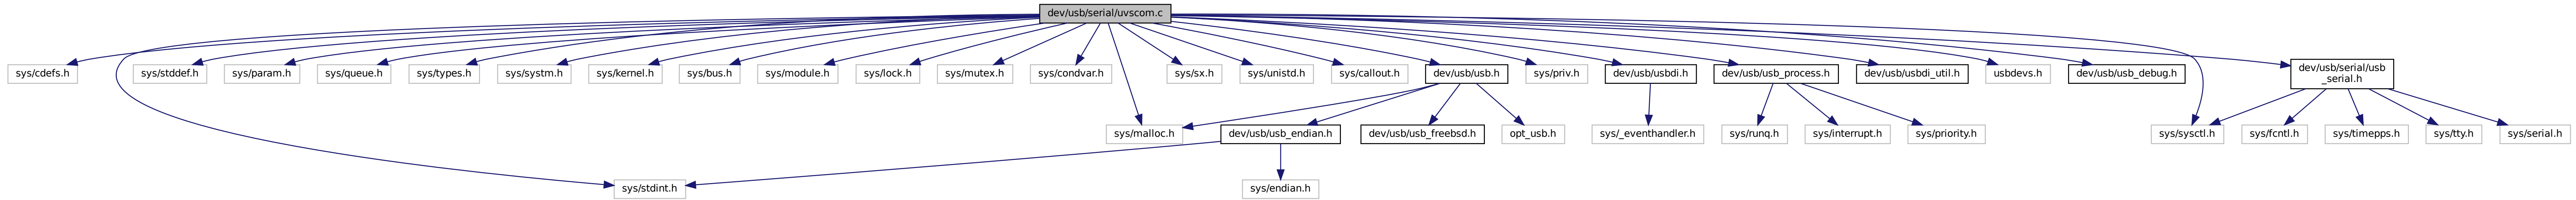 dev/usb/serial/uvscom.c
sys/cdefs.h
sys/stddef.h
sys/param.h
sys/queue.h
sys/types.h
sys/systm.h
sys/kernel.h
sys/bus.h
sys/module.h
sys/lock.h
sys/mutex.h
sys/condvar.h
sys/sx.h
sys/unistd.h
sys/callout.h
dev/usb/usb.h
sys/priv.h
dev/usb/usbdi.h
dev/usb/usb_process.h
dev/usb/usbdi_util.h
usbdevs.h
dev/usb/usb_debug.h
dev/usb/serial/usb
_serial.h
sys/malloc.h
dev/usb/usb_endian.h
dev/usb/usb_freebsd.h
opt_usb.h
sys/_eventhandler.h
sys/runq.h
sys/interrupt.h
sys/priority.h
sys/sysctl.h
sys/fcntl.h
sys/timepps.h
sys/tty.h
sys/serial.h
sys/stdint.h
sys/endian.h